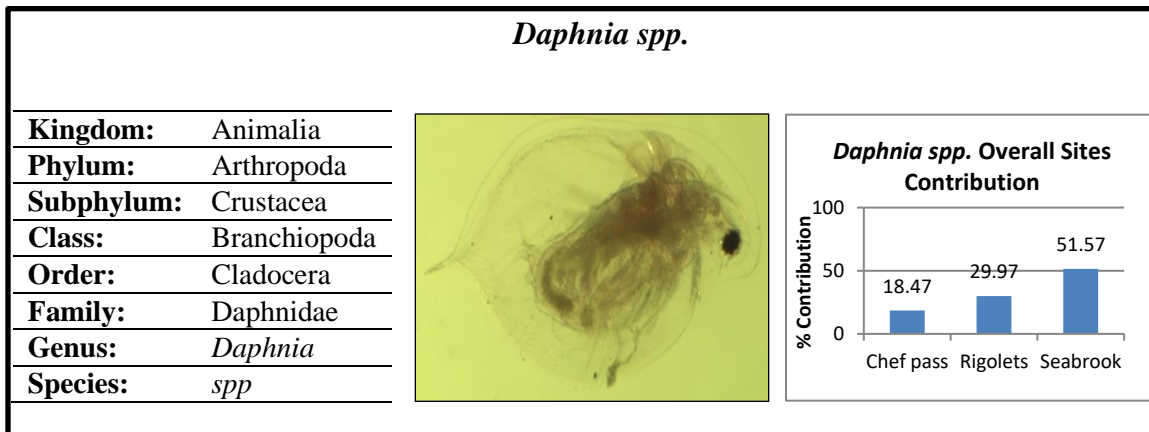 Daphnia spp.
Kingdom: Animalia
Phylum: Arthropoda
Subphylum: Crustacea
Class: Branchiopoda
Order: Cladocera
Family: Daphnidae
Genus: Daphnia
Species: spp
Daphnia spp. Overall Sites
Contribution
% Contribution
100
50
0
18.47
29.97
51.57
Chef pass Rigolets Seabrook